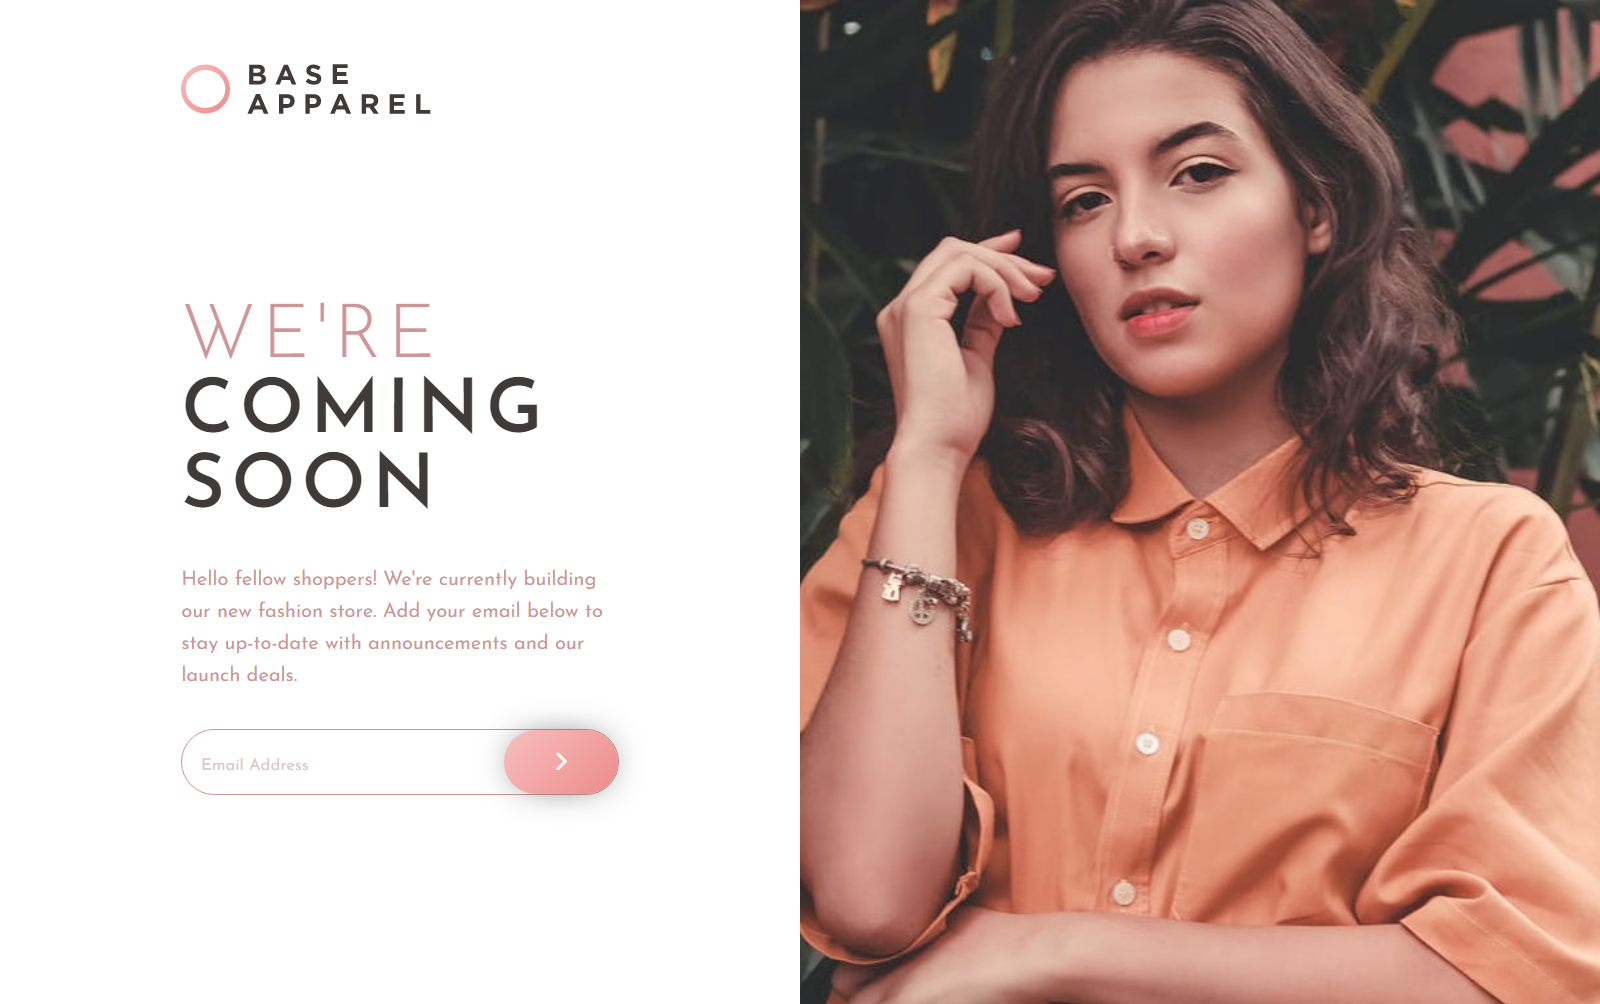 BASE
APPAREL
WE'RE
COMING
SOON
Hello fellow shoppers! We're currently building
our new fashion store. Add your email below to
stay up-to-date with announcements and our
launch deals.
Email Address